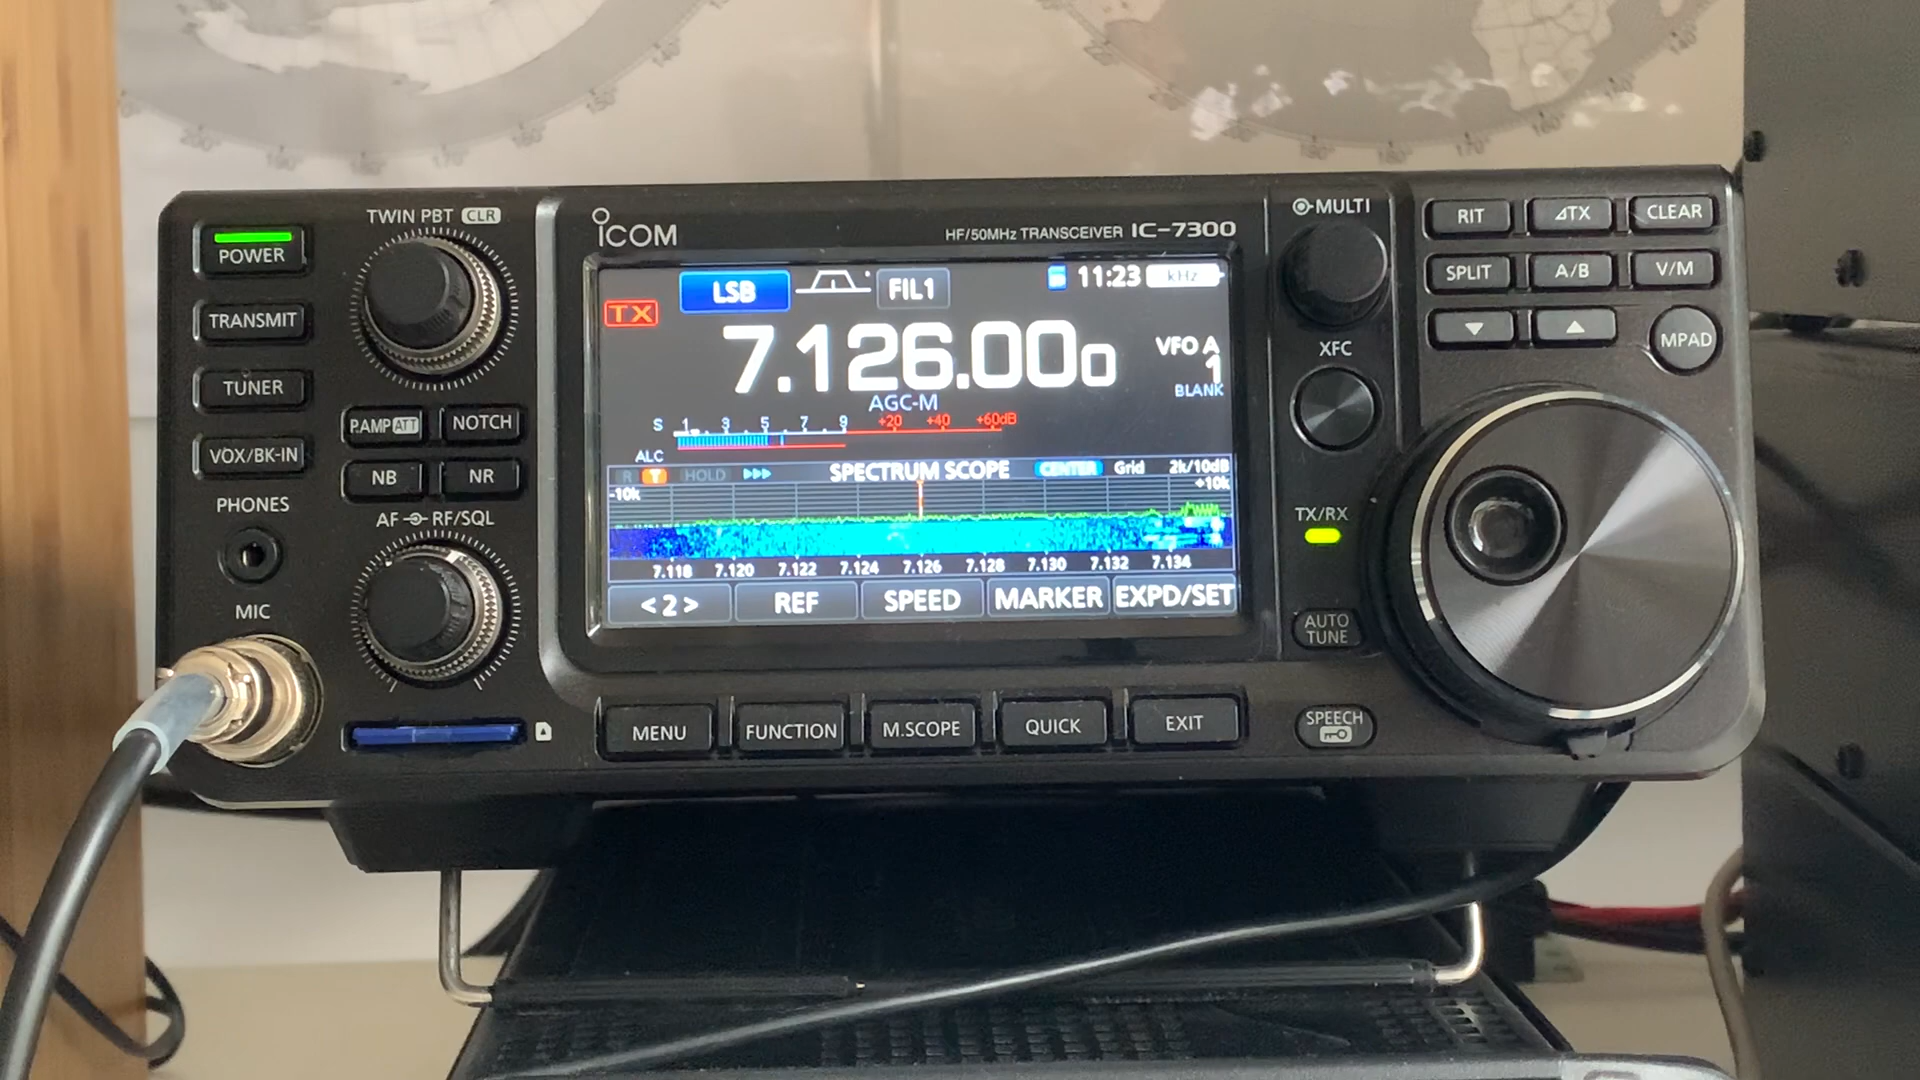 TWIN PBT CLR
POWER
TRANSMIT
TUNER
VOX/BK-IN
P.AMP ATT
NOTCH
NB
NR
PHONES
AF RF/SQL
MIC
ICOM
HF/50MHz TRANSCEIVER IC-7300
LSB
FIL1
11:23
kHz
TX
7.126.000
VFO A
1
BLANK
AGC-M
S 1 3 5 7 9 +20 +40 +60dB
ALC
R T HOLD
SPECTRUM SCOPE
CENTER
Grid
2k/10dB
-10k
+10k
7.118 7.120 7.122 7.124 7.126 7.128 7.130 7.132 7.134
<2>
REF
SPEED
MARKER
EXPD/SET
MENU
FUNCTION
M.SCOPE
QUICK
EXIT
MULTI
XFC
TX/RX
AUTO
TUNE
SPEECH
RIT
⊿TX
CLEAR
SPLIT
A/B
V/M
▼
▲
MPAD